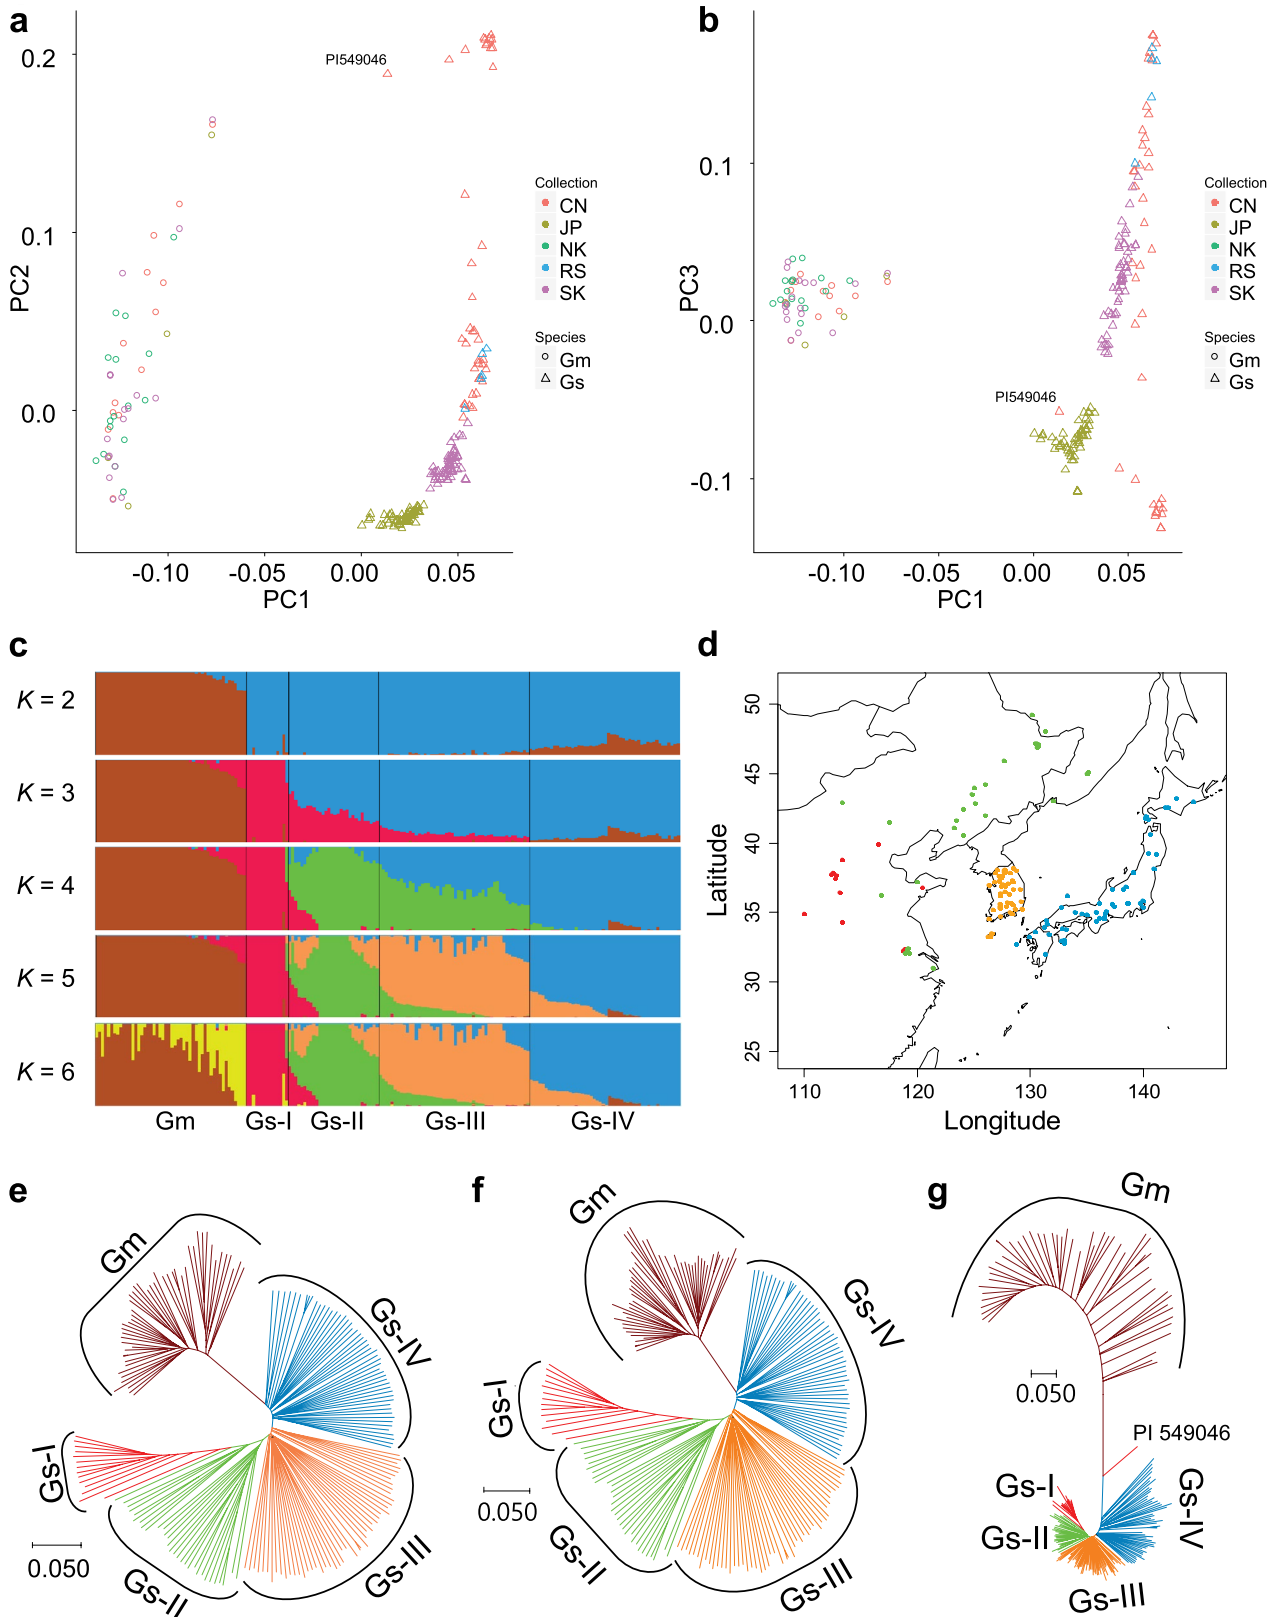 a
0.2
0.1
0.0
PC2
PI549046
-0.10
-0.05
0.00
0.05
PC1
Collection
CN
JP
NK
RS
SK
Species
Gm
Gs
b
0.1
0.0
-0.1
PC3
PI549046
-0.10
-0.05
0.00
0.05
PC1
Collection
CN
JP
NK
RS
SK
Species
Gm
Gs
c
K = 2
K = 3
K = 4
K = 5
K = 6
Gm
Gs-I
Gs-II
Gs-III
Gs-IV
d
50
45
40
35
30
25
Latitude
110
120
130
140
Longitude
e
Gm
Gs-IV
Gs-I
Gs-II
Gs-III
0.050
f
Gm
Gs-IV
Gs-I
Gs-II
Gs-III
0.050
g
Gm
0.050
PI 549046
Gs-I
Gs-II
Gs-IV
Gs-III